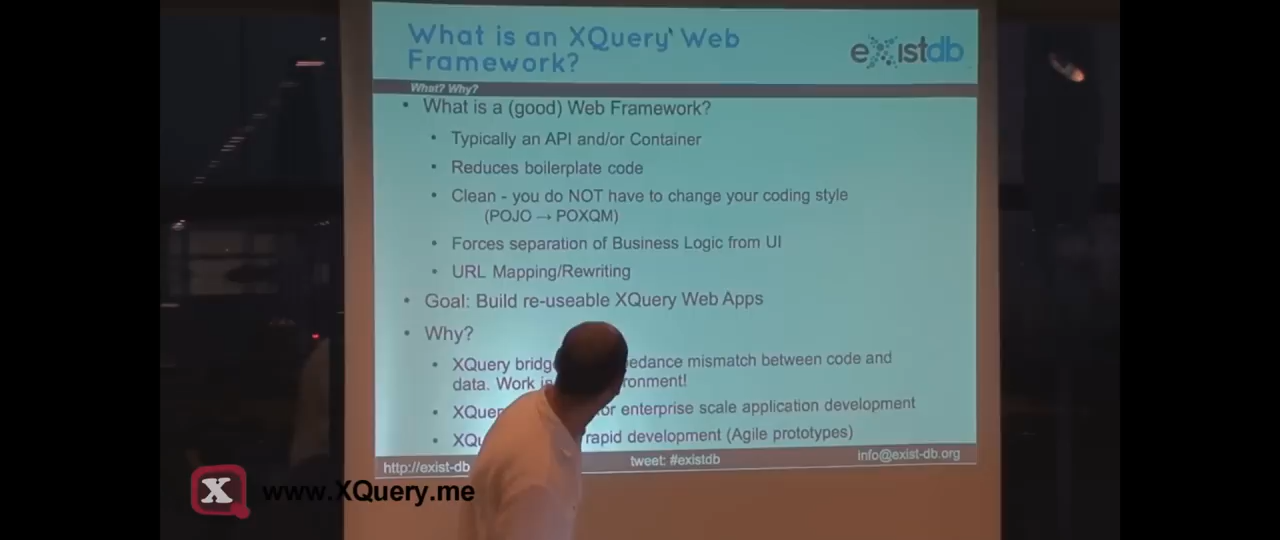 What is an XQuery Web
Framework?
existdb
What? Why?
• What is a (good) Web Framework?
• Typically an API and/or Container
• Reduces boilerplate code
• Clean - you do NOT have to change your coding style
(POJO → POXQM)
• Forces separation of Business Logic from UI
• URL Mapping/Rewriting
• Goal: Build re-useable XQuery Web Apps
• Why?
• XQuery mismatch between code and
data. Work
• enterprise scale application development
• rapid development (Agile prototypes)
http://exist-db tweet: #existdb info@exist-db.org
X www.XQuery.me